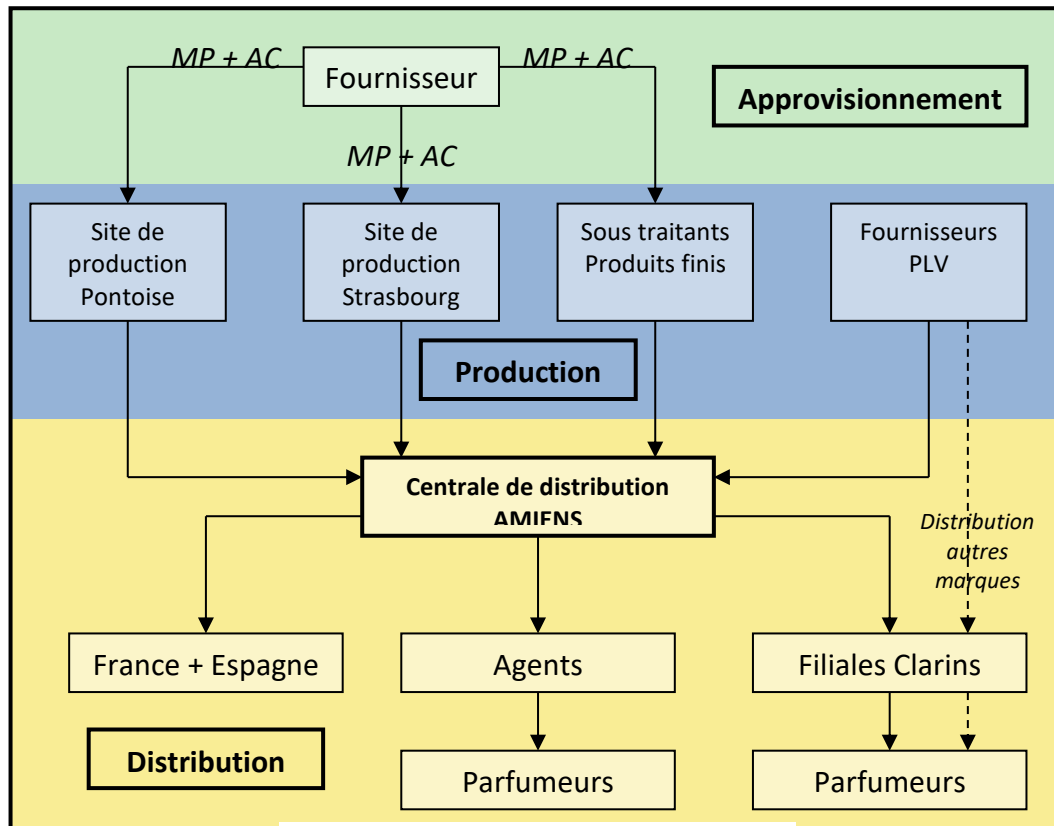 MP + AC
Fournisseur
MP + AC
Approvisionnement
MP + AC
Site de
production
Pontoise
Site de
production
Strasbourg
Sous traitants
Produits finis
Fournisseurs
PLV
Production
Centrale de distribution
AMIENS
Distribution
autres
marques
France + Espagne
Agents
Filiales Clarins
Distribution
Parfumeurs
Parfumeurs